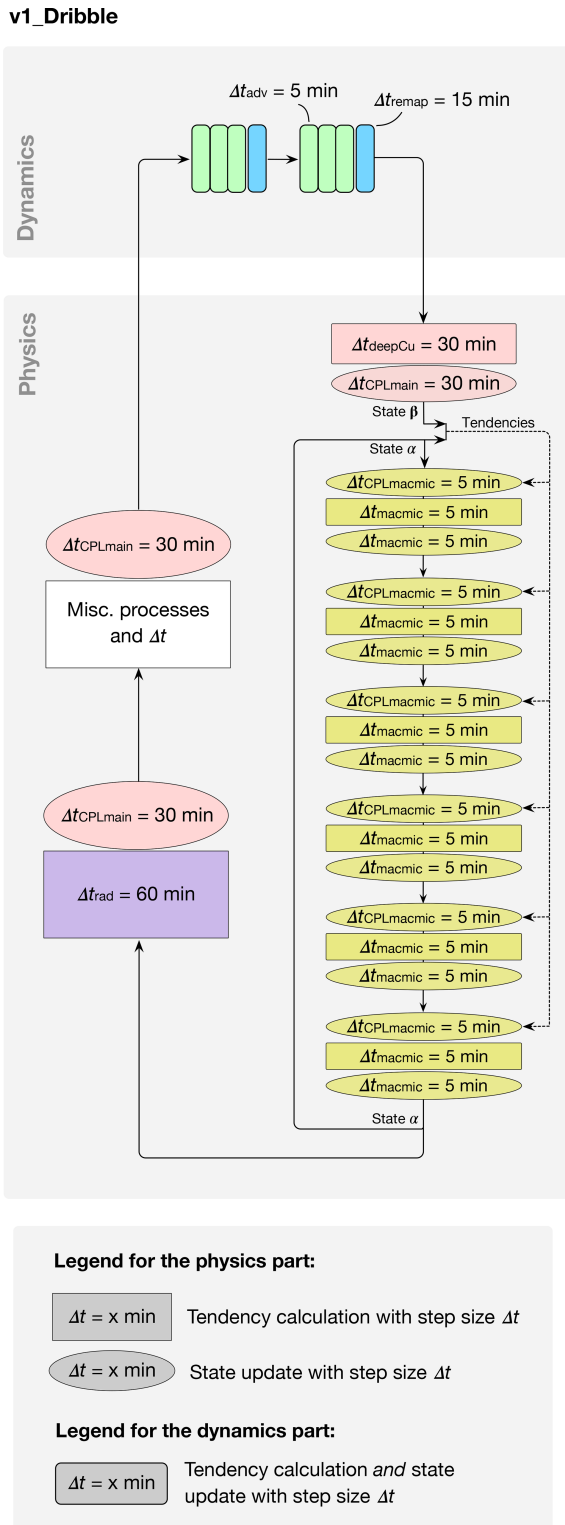 v1_Dribble
Dynamics
Δtadv = 5 min
Δtremap = 15 min
Physics
ΔtdeepCu = 30 min
ΔtCPLmain = 30 min
State β
Tendencies
State α
ΔtCPLmacmic = 5 min
Δtmacmic = 5 min
Δtmacmic = 5 min
ΔtCPLmacmic = 5 min
Δtmacmic = 5 min
Δtmacmic = 5 min
ΔtCPLmacmic = 5 min
Δtmacmic = 5 min
Δtmacmic = 5 min
ΔtCPLmacmic = 5 min
Δtmacmic = 5 min
Δtmacmic = 5 min
ΔtCPLmacmic = 5 min
Δtmacmic = 5 min
Δtmacmic = 5 min
ΔtCPLmacmic = 5 min
Δtmacmic = 5 min
Δtmacmic = 5 min
State α
ΔtCPLmain = 30 min
Misc. processes
and Δt
ΔtCPLmain = 30 min
Δtrad = 60 min
Legend for the physics part:
Δt = x min
Tendency calculation with step size Δt
Δt = x min
State update with step size Δt
Legend for the dynamics part:
Δt = x min
Tendency calculation and state
update with step size Δt